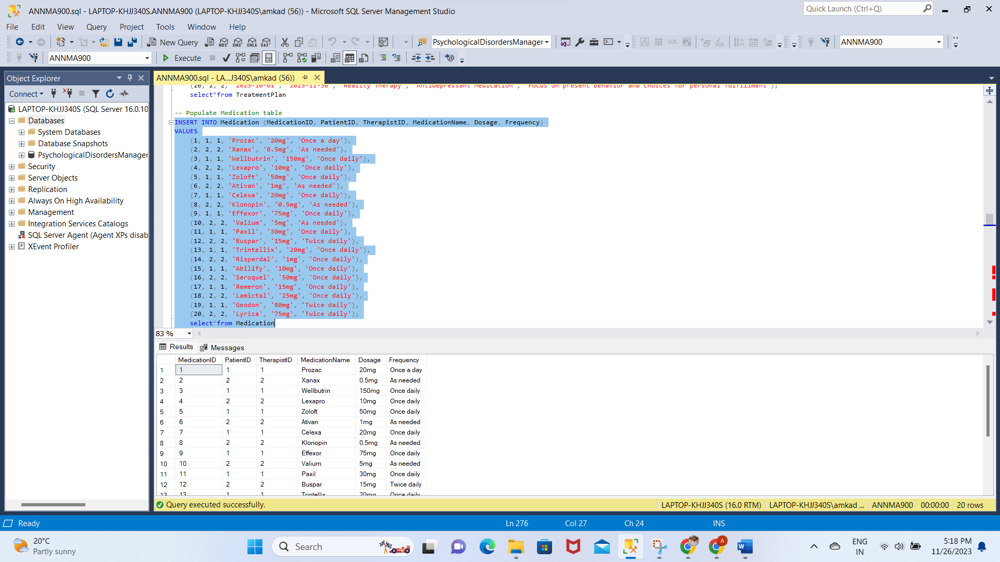 ANNMA900.sql - LAPTOP-KHJJ340S.ANNMA900 (LAPTOP-KHJJ340S\amkad (56)) - Microsoft SQL Server Management Studio
Quick Launch (Ctrl+Q)
File Edit View Query Project Tools Window Help
New Query MDX DMX XMLA DAX PsychologicalDisordersManager SQL SQL ANNMA900
ANNMA900 Execute
Object Explorer
Connect
LAPTOP-KHJJ340S (SQL Server 16.0.10
Databases
System Databases
Database Snapshots
PsychologicalDisordersManager
Security
Server Objects
Replication
Always On High Availability
Management
Integration Services Catalogs
SQL Server Agent (Agent XPs disab
XEvent Profiler
ANNMA900.sql - LA...J340S\amkad (56))
(20, 2, 2, '2025-10-01', '2025-11-30', 'Reality Therapy', 'Antidepressant Medication', 'Focus on present behavior and choices for personal fulfillment');
select*from TreatmentPlan
-- Populate Medication table
INSERT INTO Medication (MedicationID, PatientID, TherapistID, MedicationName, Dosage, Frequency)
VALUES
(1, 1, 1, 'Prozac', '20mg', 'Once a day'),
(2, 2, 2, 'Xanax', '0.5mg', 'As needed'),
(3, 1, 1, 'Wellbutrin', '150mg', 'Once daily'),
(4, 2, 2, 'Lexapro', '10mg', 'Once daily'),
(5, 1, 1, 'Zoloft', '50mg', 'Once daily'),
(6, 2, 2, 'Ativan', '1mg', 'As needed'),
(7, 1, 1, 'Celexa', '20mg', 'Once daily'),
(8, 2, 2, 'Klonopin', '0.5mg', 'As needed'),
(9, 1, 1, 'Effexor', '75mg', 'Once daily'),
(10, 2, 2, 'Valium', '5mg', 'As needed'),
(11, 1, 1, 'Paxil', '30mg', 'Once daily'),
(12, 2, 2, 'Buspar', '15mg', 'Twice daily'),
(13, 1, 1, 'Trintellix', '20mg', 'Once daily'),
(14, 2, 2, 'Risperdal', '1mg', 'Once daily'),
(15, 1, 1, 'Abilify', '10mg', 'Once daily'),
(16, 2, 2, 'Seroquel', '50mg', 'Once daily'),
(17, 1, 1, 'Remeron', '15mg', 'Once daily'),
(18, 2, 2, 'Lamictal', '25mg', 'Once daily'),
(19, 1, 1, 'Geodon', '80mg', 'Twice daily'),
(20, 2, 2, 'Lyrica', '75mg', 'Twice daily');
select*from Medication
83 %
Results Messages
MedicationID PatientID TherapistID MedicationName Dosage Frequency
1 1 1 1 Prozac 20mg Once a day
2 2 2 2 Xanax 0.5mg As needed
3 3 1 1 Wellbutrin 150mg Once daily
4 4 2 2 Lexapro 10mg Once daily
5 5 1 1 Zoloft 50mg Once daily
6 6 2 2 Ativan 1mg As needed
7 7 1 1 Celexa 20mg Once daily
8 8 2 2 Klonopin 0.5mg As needed
9 9 1 1 Effexor 75mg Once daily
10 10 2 2 Valium 5mg As needed
11 11 1 1 Paxil 30mg Once daily
12 12 2 2 Buspar 15mg Twice daily
13 13 1 1 Trintellix 20mg Once daily
Query executed successfully. LAPTOP-KHJJ340S (16.0 RTM) LAPTOP-KHJJ340S\amkad ... ANNMA900 00:00:00 20 rows
Ready Ln 276 Col 27 Ch 24 INS
20°C
Partly sunny
Search
A
W
ENG
IN
5:18 PM
11/26/2023